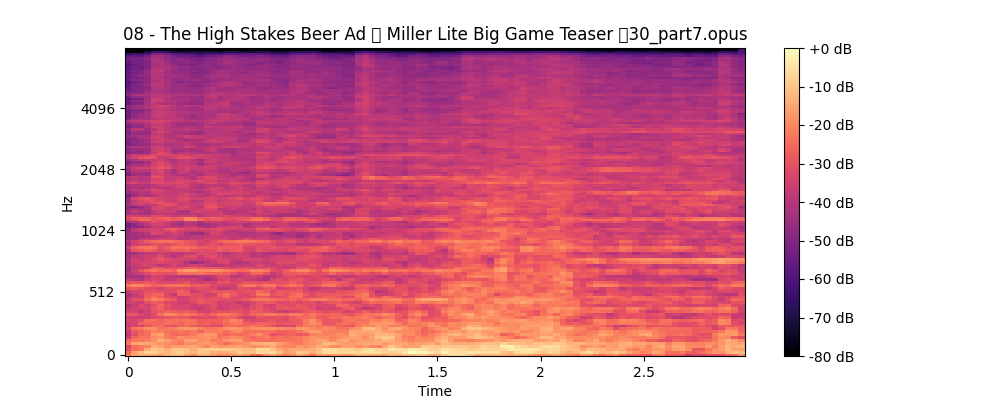 08 - The High Stakes Beer Ad  Miller Lite Big Game Teaser 30_part7.opus
+0 dB
4096
-10 dB
-20 dB
2048
-30 dB
Hz
-40 dB
1024
-50 dB
512
-60 dB
-70 dB
0
-80 dB
0 0.5 1 1.5 2 2.5
Time